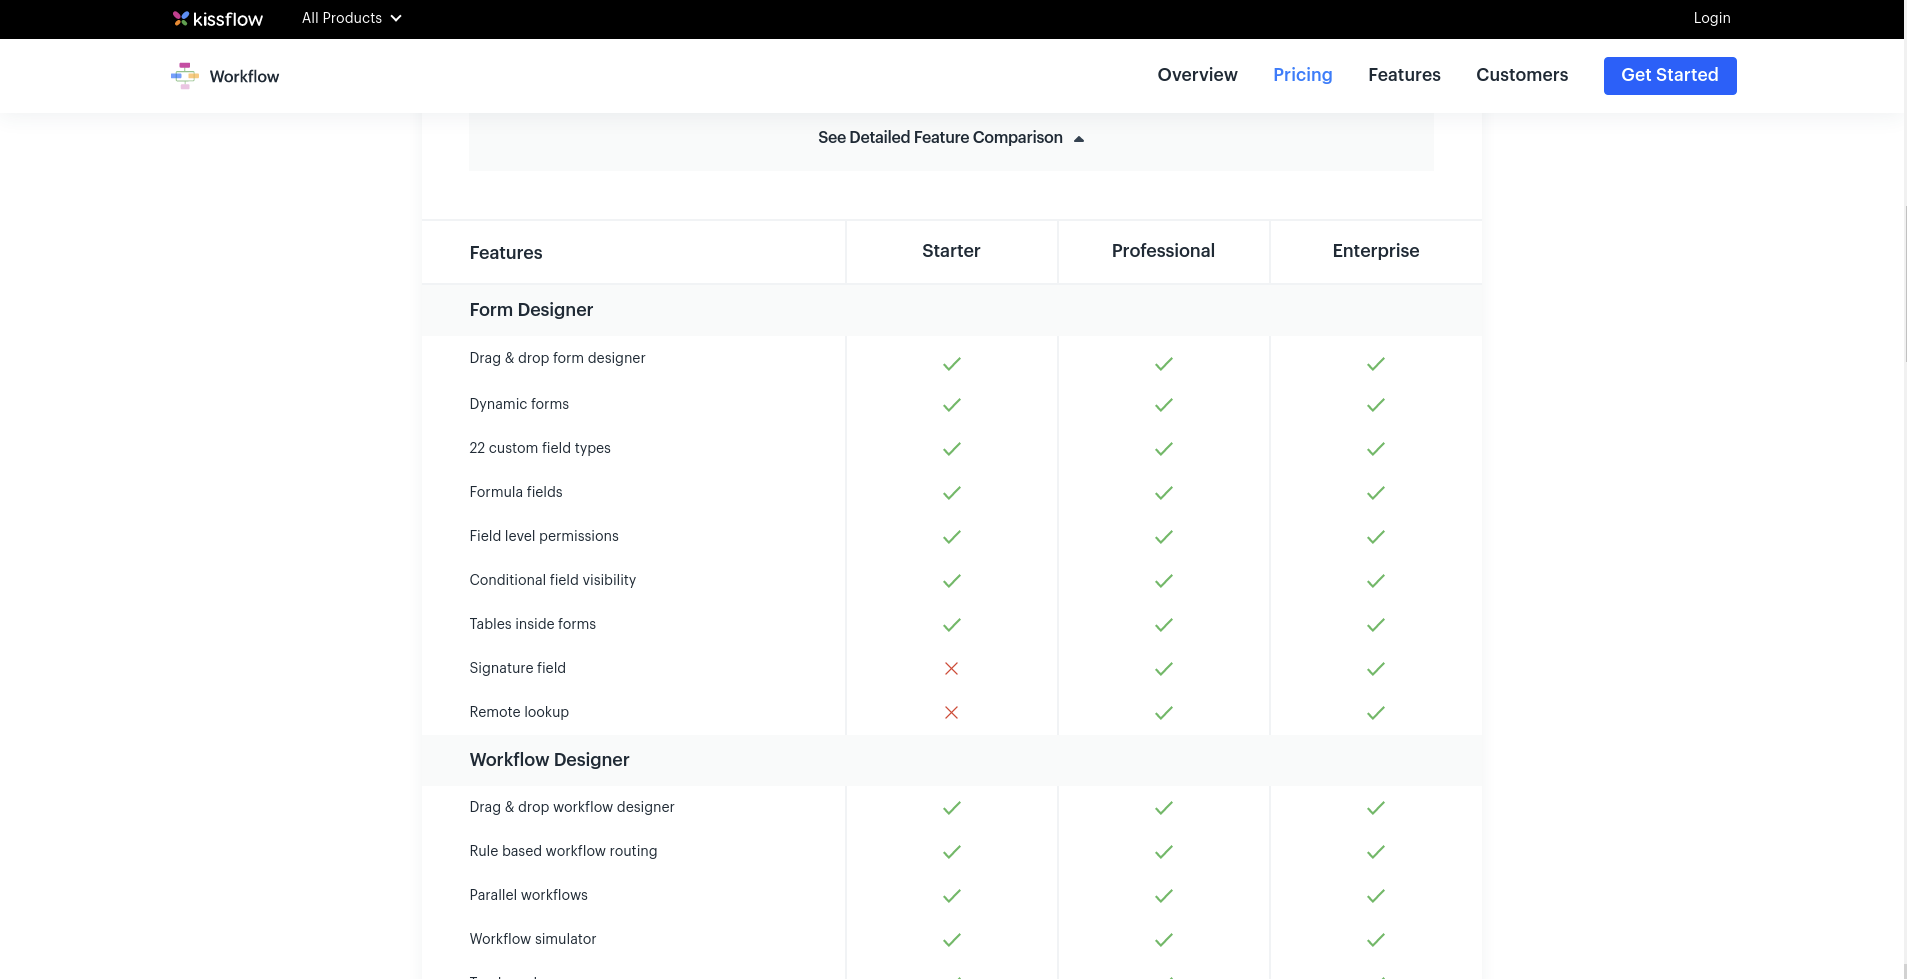 kissflow All Products Login
Workflow Overview Pricing Features Customers Get Started
See Detailed Feature Comparison
Features Starter Professional Enterprise
Form Designer
Drag & drop form designer
Dynamic forms
22 custom field types
Formula fields
Field level permissions
Conditional field visibility
Tables inside forms
Signature field
Remote lookup
Workflow Designer
Drag & drop workflow designer
Rule based workflow routing
Parallel workflows
Workflow simulator